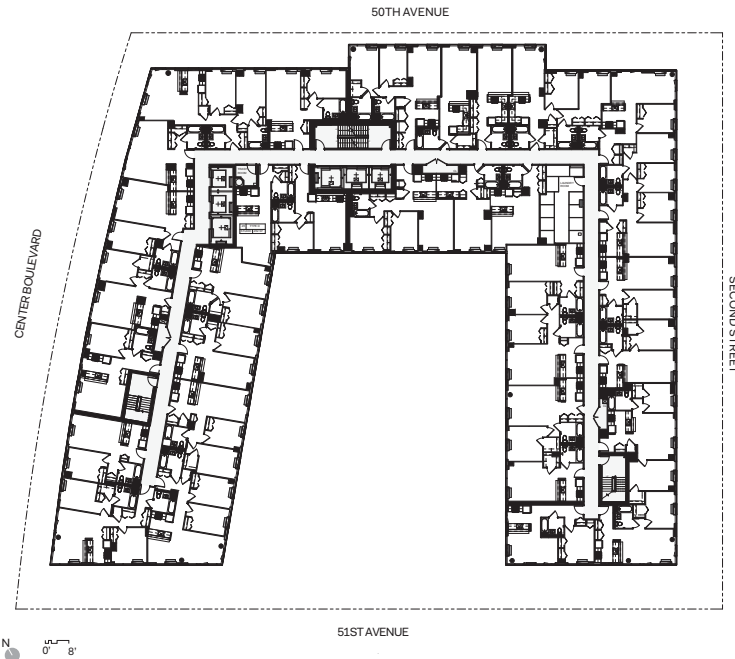 50TH AVENUE
CENTER BOULEVARD
SECOND STREET
51ST AVENUE
N
0' 8'